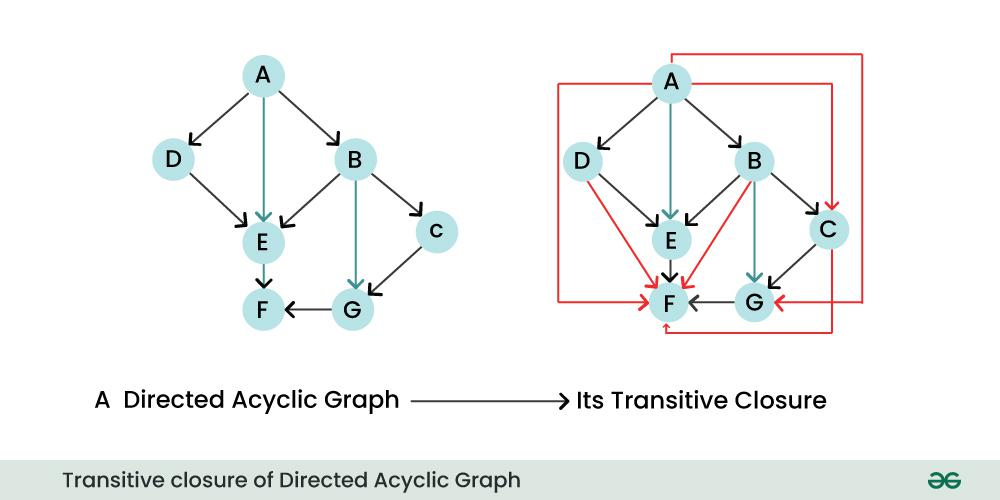 A
A
D
B
D
B
E
c
E
C
F
G
F
G
A Directed Acyclic Graph
Its Transitive Closure
Transitive closure of Directed Acyclic Graph